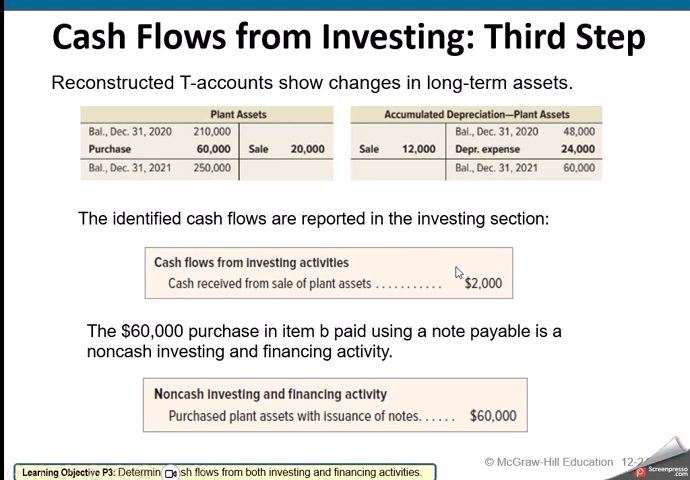 Cash Flows from Investing: Third Step
Reconstructed T-accounts show changes in long-term assets.
Plant Assets
Bal., Dec. 31, 2020 210,000
Purchase 60,000 Sale 20,000
Bal., Dec. 31, 2021 250,000
Accumulated Depreciation—Plant Assets
Bal., Dec. 31, 2020 48,000
Sale 12,000 Depr. expense 24,000
Bal., Dec. 31, 2021 60,000
The identified cash flows are reported in the investing section:
Cash flows from investing activities
Cash received from sale of plant assets . . . . . . . . . . . $2,000
The $60,000 purchase in item b paid using a note payable is a
noncash investing and financing activity.
Noncash investing and financing activity
Purchased plant assets with issuance of notes. . . . . . $60,000
© McGraw-Hill Education 12-
Learning Objective P3: Determin sh flows from both investing and financing activities.
Screenpresso
.com